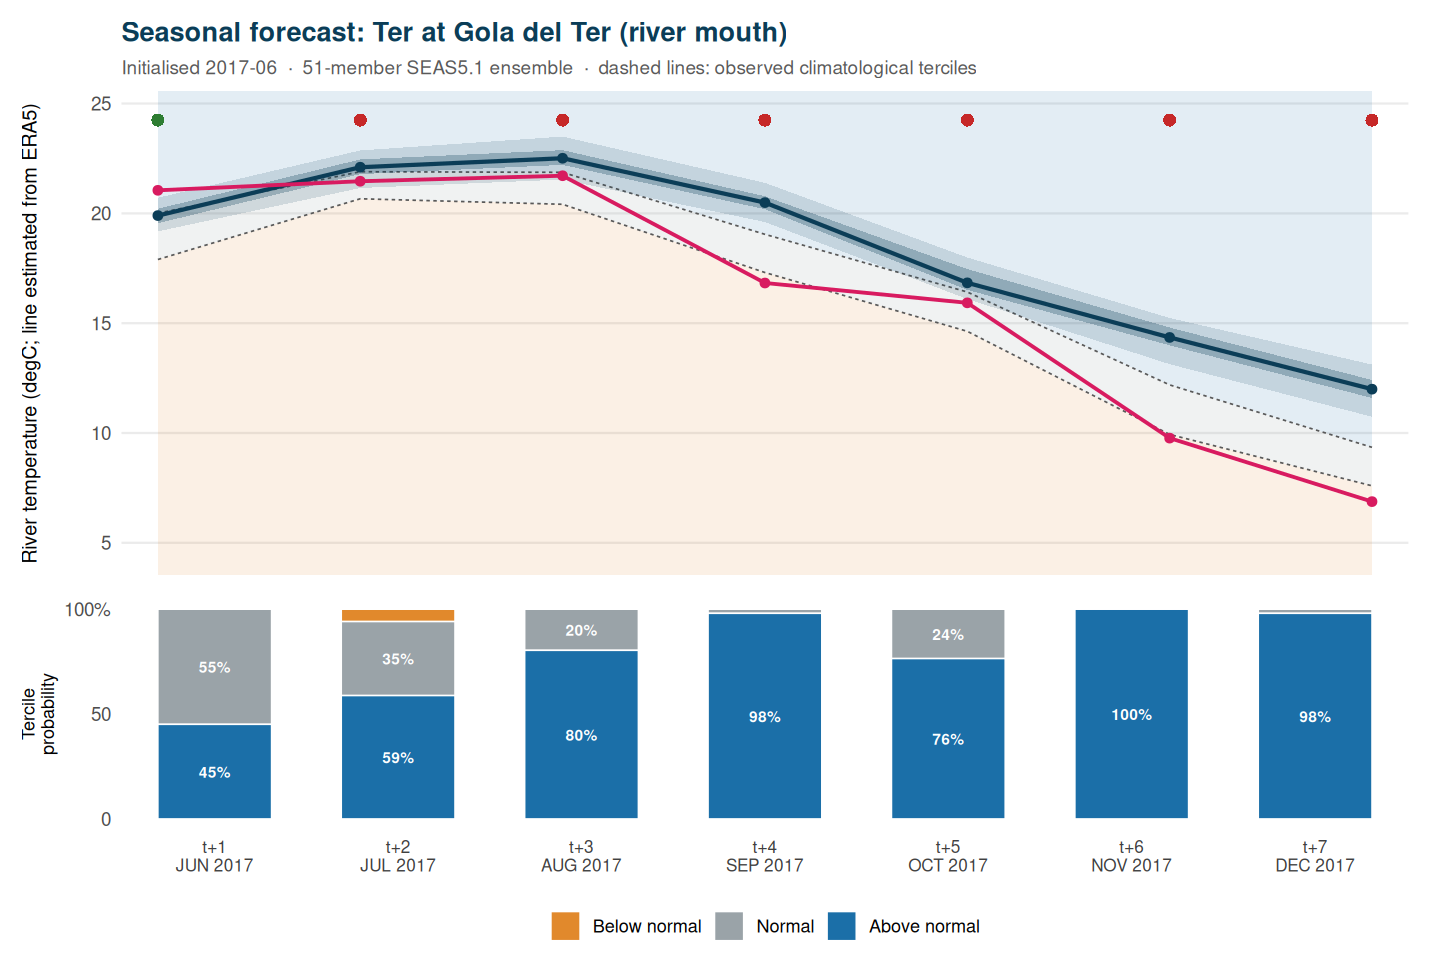 Seasonal forecast: Ter at Gola del Ter (river mouth)
Initialised 2017-06 · 51-member SEAS5.1 ensemble · dashed lines: observed climatological terciles
River temperature (degC; line estimated from ERA5)
25
20
15
10
5
Tercile
probability
100%
50
0
55%
45%
35%
59%
20%
80%
98%
24%
76%
100%
98%
t+1
JUN 2017
t+2
JUL 2017
t+3
AUG 2017
t+4
SEP 2017
t+5
OCT 2017
t+6
NOV 2017
t+7
DEC 2017
Below normal
Normal
Above normal